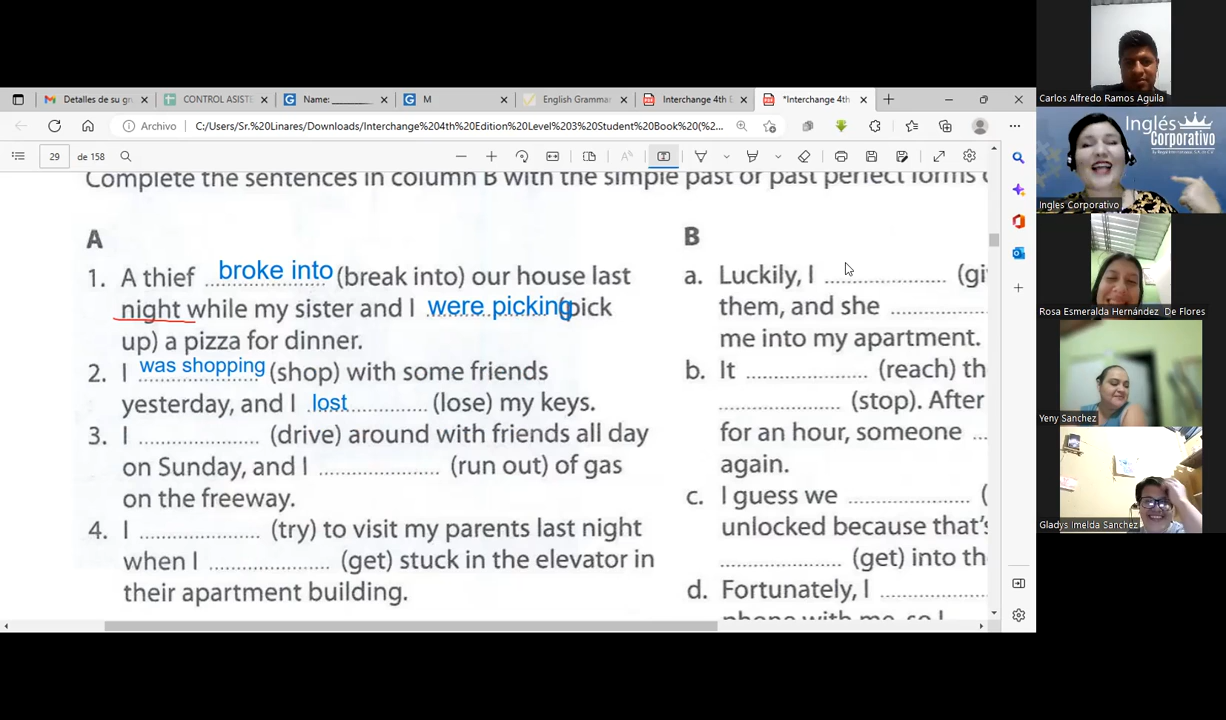 Detalles de su gru
CONTROL ASISTE
Name: ________
M
English Grammar
Interchange 4th E
*Interchange 4th
Archivo
C:/Users/Sr.%20Linares/Downloads/Interchange%204th%20Edition%20Level%203%20Student%20Book%20(%2...
29 de 158
Complete the sentences in column B with the simple past or past perfect forms
A
1. A thief broke into (break into) our house last
night while my sister and I were picking (pick
up) a pizza for dinner.
2. I was shopping (shop) with some friends
yesterday, and I lost (lose) my keys.
3. I .................... (drive) around with friends all day
on Sunday, and I .................... (run out) of gas
on the freeway.
4. I .................... (try) to visit my parents last night
when I .................... (get) stuck in the elevator in
their apartment building.
B
a. Luckily, I .................... (gi
them, and she ................
me into my apartment.
b. It .................... (reach) th
.................... (stop). After
for an hour, someone ...
again.
c. I guess we .................... (
unlocked because that's
.................... (get) into th
d. Fortunately, I ..................
phone with me, so I
Carlos Alfredo Ramos Aguila
Inglés
Corporativo
Ingles Corporativo
Rosa Esmeralda Hernández De Flores
Yeny Sanchez
Gladys Imelda Sanchez